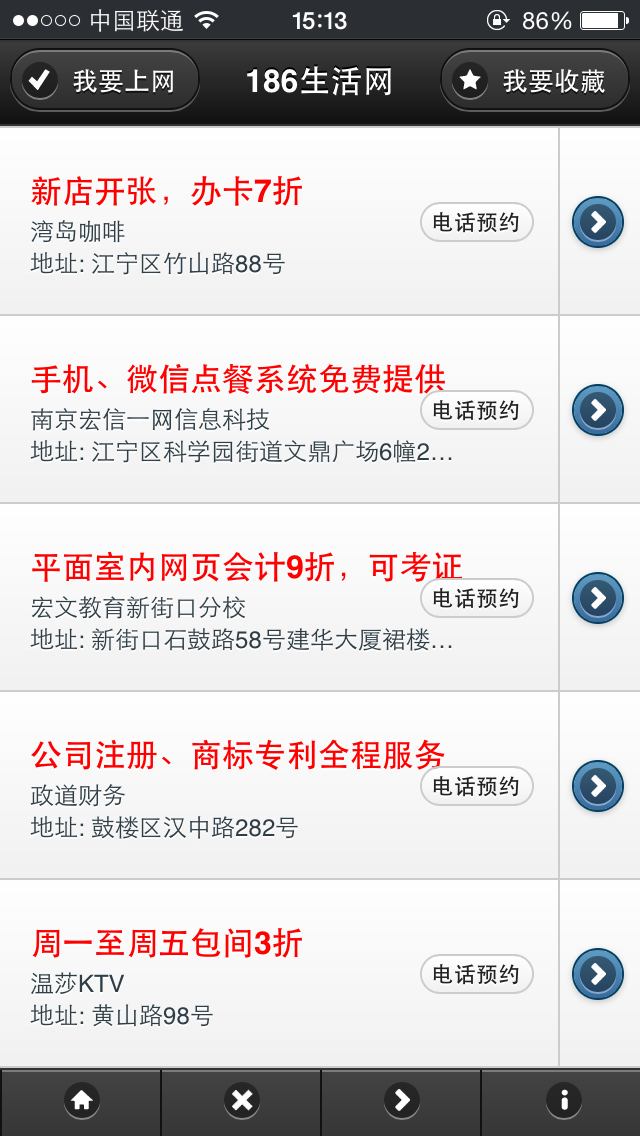 中国联通 15:13 86%
我要上网 186生活网 我要收藏
新店开张，办卡7折
湾岛咖啡
电话预约
地址: 江宁区竹山路88号
手机、微信点餐系统免费提供
南京宏信一网信息科技
电话预约
地址: 江宁区科学园街道文鼎广场6幢2…
平面室内网页会计9折，可考证
宏文教育新街口分校
电话预约
地址: 新街口石鼓路58号建华大厦裙楼…
公司注册、商标专利全程服务
政道财务
电话预约
地址: 鼓楼区汉中路282号
周一至周五包间3折
温莎KTV
电话预约
地址: 黄山路98号